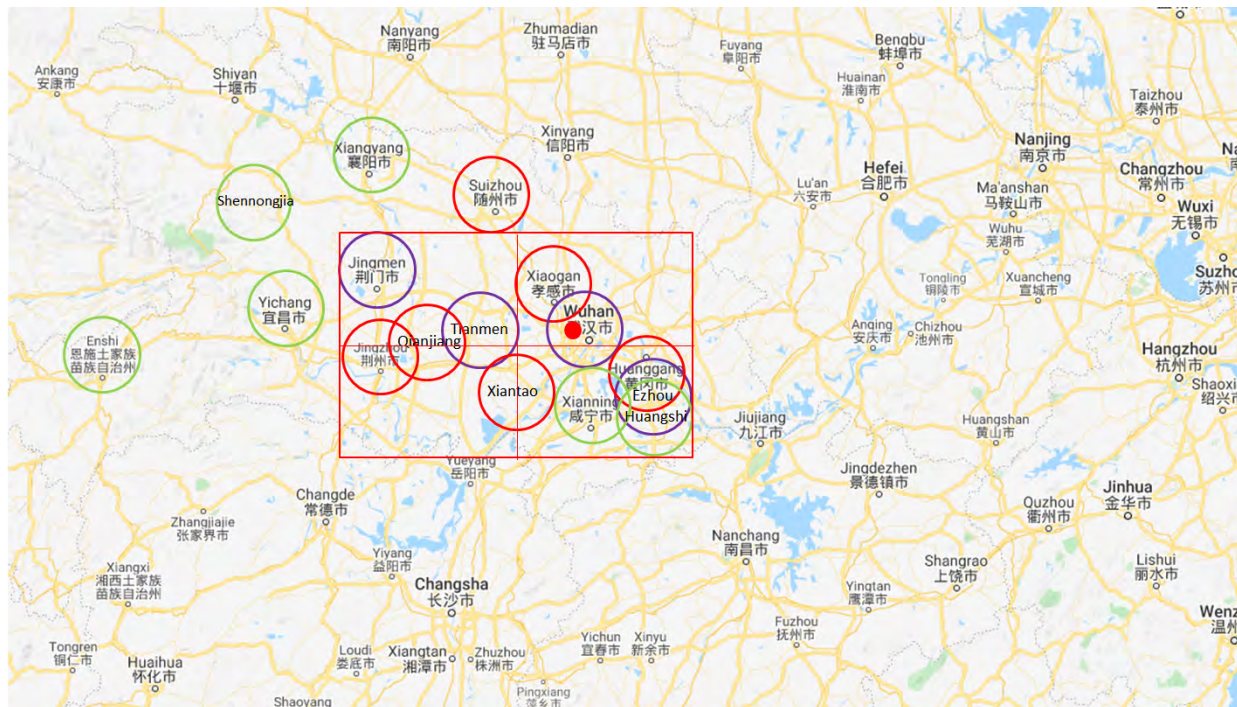 Nanyang
南阳市
Zhumadian
驻马店市
Fuyang
阜阳市
Bengbu
蚌埠市
Ankang
安康市
Shiyan
十堰市
Huainan
淮南市
Taizhou
泰州市
Xinyang
信阳市
Nanjing
南京市
Xiangyang
襄阳市
Hefei
合肥市
Changzhou
常州市
Shennongjia
Suizhou
随州市
Lu'an
六安市
Ma'anshan
马鞍山市
Wuxi
无锡市
Wuhu
芜湖市
Jingmen
荆门市
Xiaogan
孝感市
Tongling
铜陵市
Xuancheng
宣城市
Suzho
苏州市
Yichang
宜昌市
Wuhan
汉市
Tianmen
Qianjiang
Anqing
安庆市
Chizhou
池州市
Enshi
恩施土家族
苗族自治州
Jingzhou
荆州市
Hangzhou
杭州市
Huanggang
黄冈市
Xiantao
Ezhou
Shaoxi
绍兴市
Xianning
咸宁市
Huangshi
Jiujiang
九江市
Huangshan
黄山市
Yueyang
岳阳市
Jingdezhen
景德镇市
Changde
常德市
Jinhua
金华市
Quzhou
衢州市
Zhangjiajie
张家界市
Nanchang
南昌市
Yiyang
益阳市
Xiangxi
湘西土家族
苗族自治州
Changsha
长沙市
Shangrao
上饶市
Lishui
丽水市
Yingtan
鹰潭市
Wenz
温州
Fuzhou
抚州市
Tongren
铜仁市
Huaihua
怀化市
Loudi
娄底市
Xiangtan
湘潭市
Zhuzhou
株洲市
Yichun
宜春市
Xinyu
新余市
Pingxiang
Shaoyang